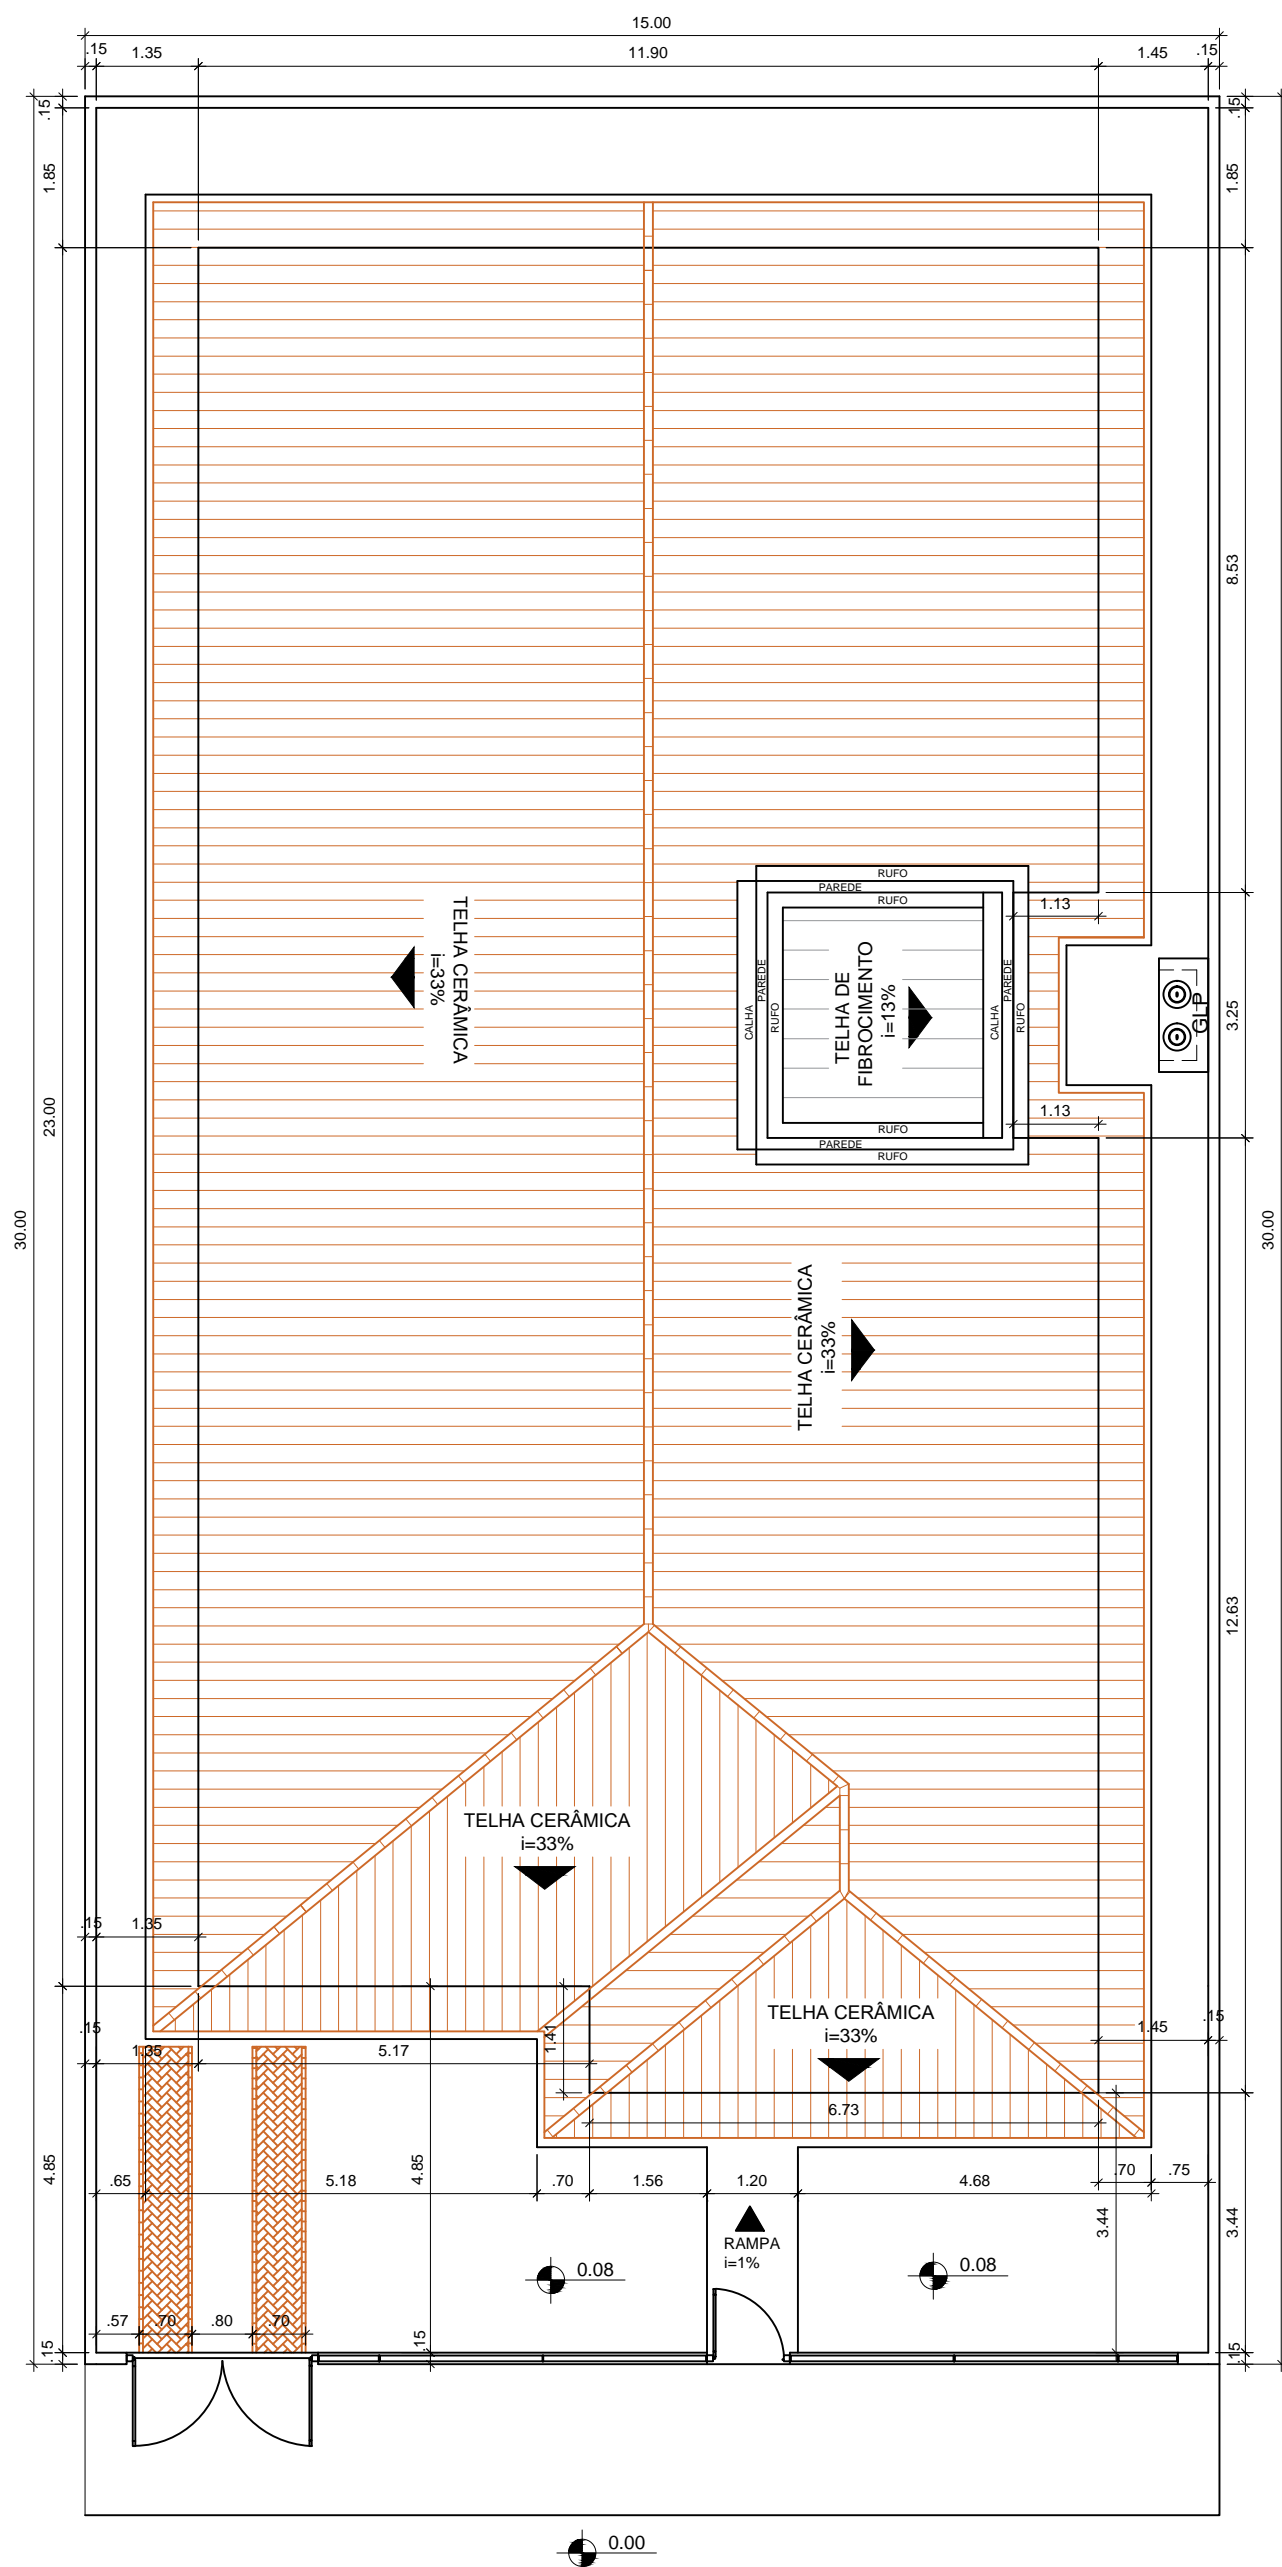 15.00
.15
1.35
11.90
1.45
.15
.15
.15
1.85
1.85
8.53
RUFO
PAREDE
RUFO
1.13
TELHA CERÂMICA
i=33%
CALHA
PAREDE
RUFO
TELHA DE
FIBROCIMENTO
i=13%
CALHA
PAREDE
RUFO
GLP
3.25
23.00
1.13
RUFO
PAREDE
RUFO
30.00
30.00
TELHA CERÂMICA
i=33%
12.63
TELHA CERÂMICA
i=33%
.15
1.35
TELHA CERÂMICA
i=33%
.15
.15
1.35
5.17
1.41
1.45
6.73
4.85
.65
5.18
4.85
.70
1.56
1.20
4.68
.70
.75
3.44
3.44
RAMPA
i=1%
0.08
0.08
.57
.70
.80
.70
.15
.15
.15
0.00